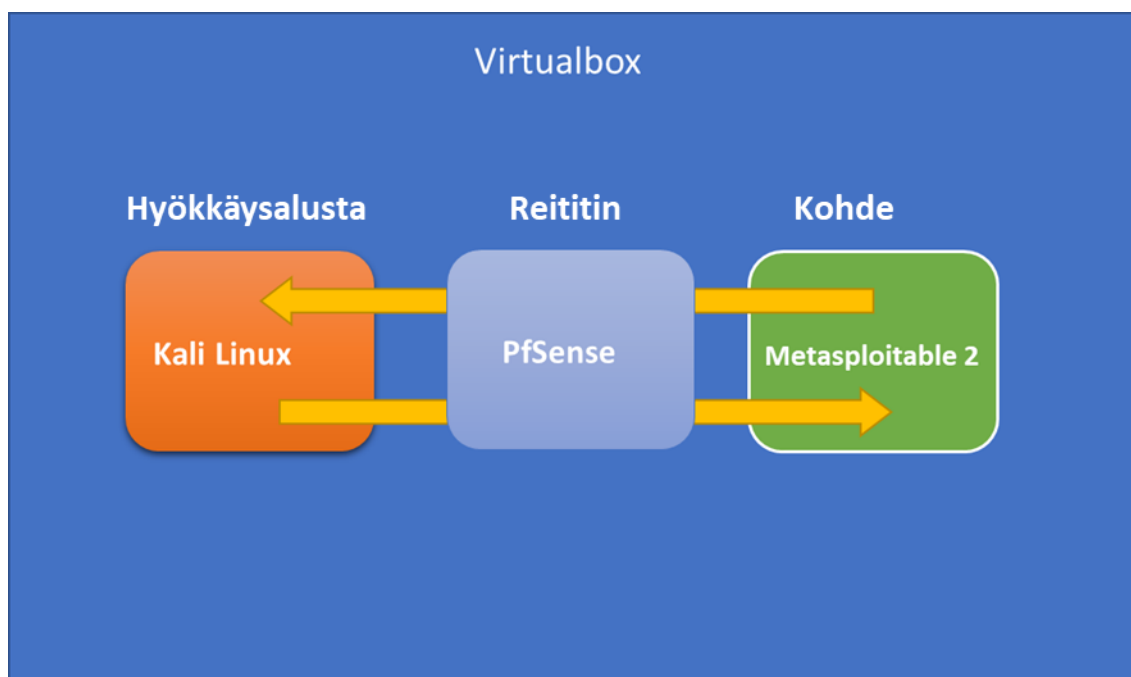 Virtualbox
Hyökkäysalusta
Reititin
Kohde
Kali Linux
PfSense
Metasploitable 2